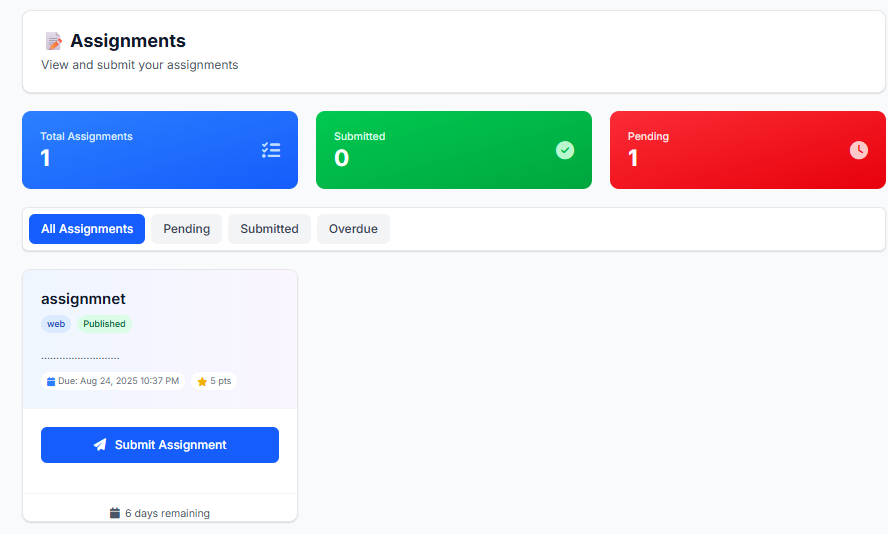 Assignments
View and submit your assignments
Total Assignments
1
Submitted
0
Pending
1
All Assignments
Pending
Submitted
Overdue
assignmnet
web
Published
..........................
Due: Aug 24, 2025 10:37 PM
5 pts
Submit Assignment
6 days remaining